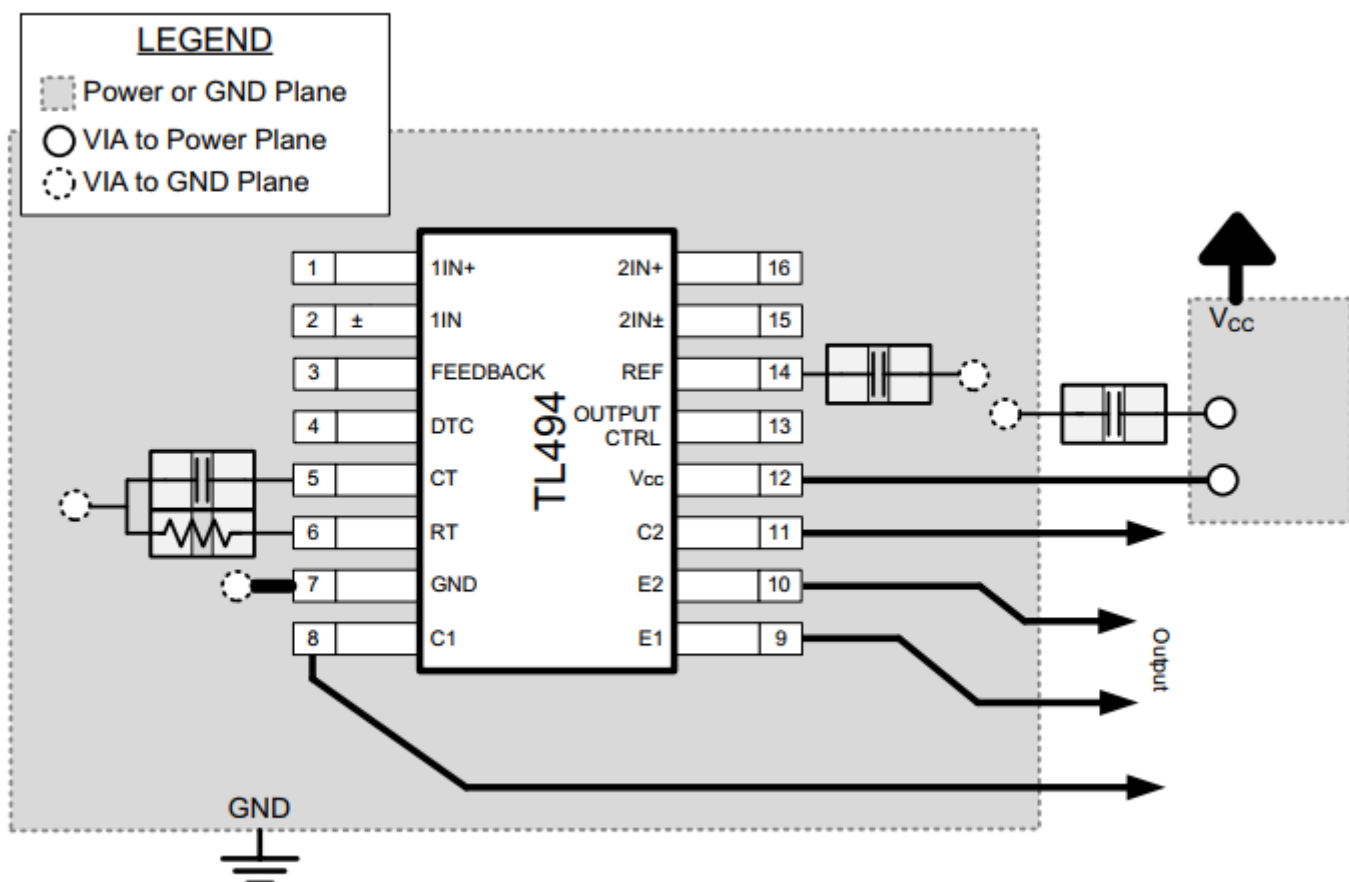 LEGEND
Power or GND Plane
VIA to Power Plane
VIA to GND Plane
1 1IN+ 2IN+ 16
2 ± 1IN 2IN± 15
3 FEEDBACK REF 14
4 DTC OUTPUT CTRL 13
5 CT Vcc 12
6 RT C2 11
7 GND E2 10
8 C1 E1 9
TL494
VCC
Output
GND